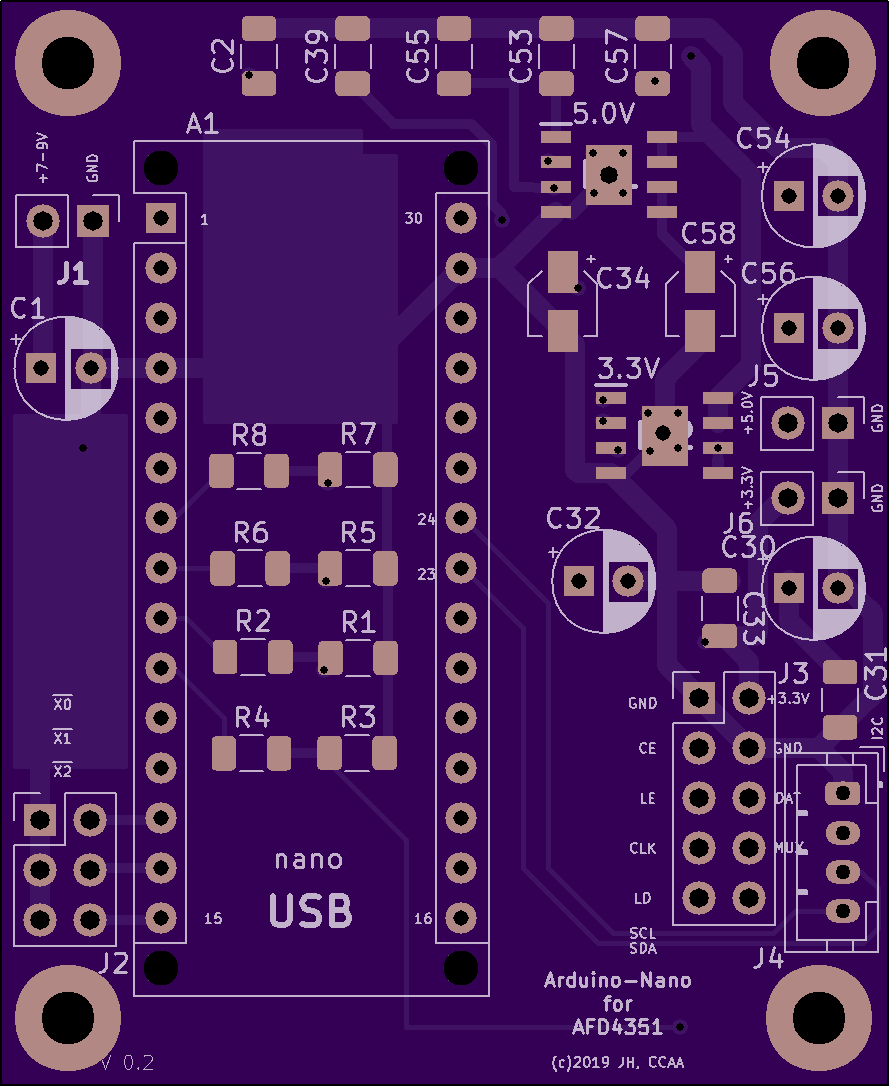 C2
C39
C55
C53
C57
A1
5.0V
C54
+
+7-9V
GND
1
30
J1
C58
+
+
C34
C56
+
C1
+
3.3V
J5
+5.0V
GND
R8
R7
+3.3V
GND
24
J6
C32
+
C30
+
R6
R5
23
C33
R2
R1
J3
C31
X0
GND
+3.3V
R4
R3
X1
CE
GND
I2C
X2
LE
DAT
nano
CLK
MUX
USB
15
16
LD
SCL
SDA
J2
J4
Arduino-Nano
for
AFD4351
V 0.2
(c)2019 JH, CCAA